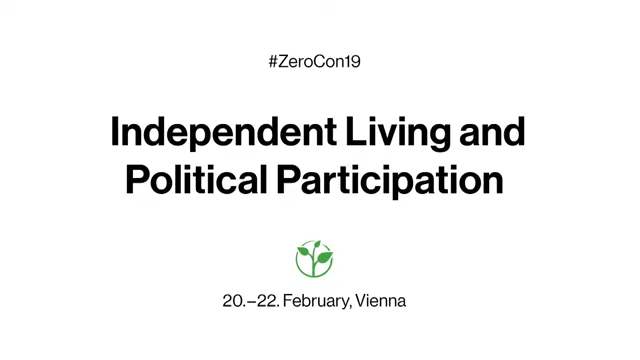 #ZeroCon19
Independent Living and
Political Participation
20.–22. February, Vienna